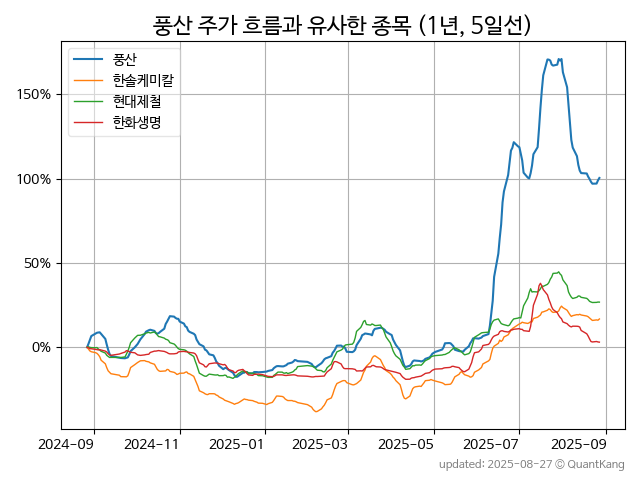 풍산 주가 흐름과 유사한 종목 (1년, 5일선)
풍산
한솔케미칼
현대제철
한화생명
150%
100%
50%
0%
2024-09
2024-11
2025-01
2025-03
2025-05
2025-07
2025-09
updated: 2025-08-27 © QuantKang